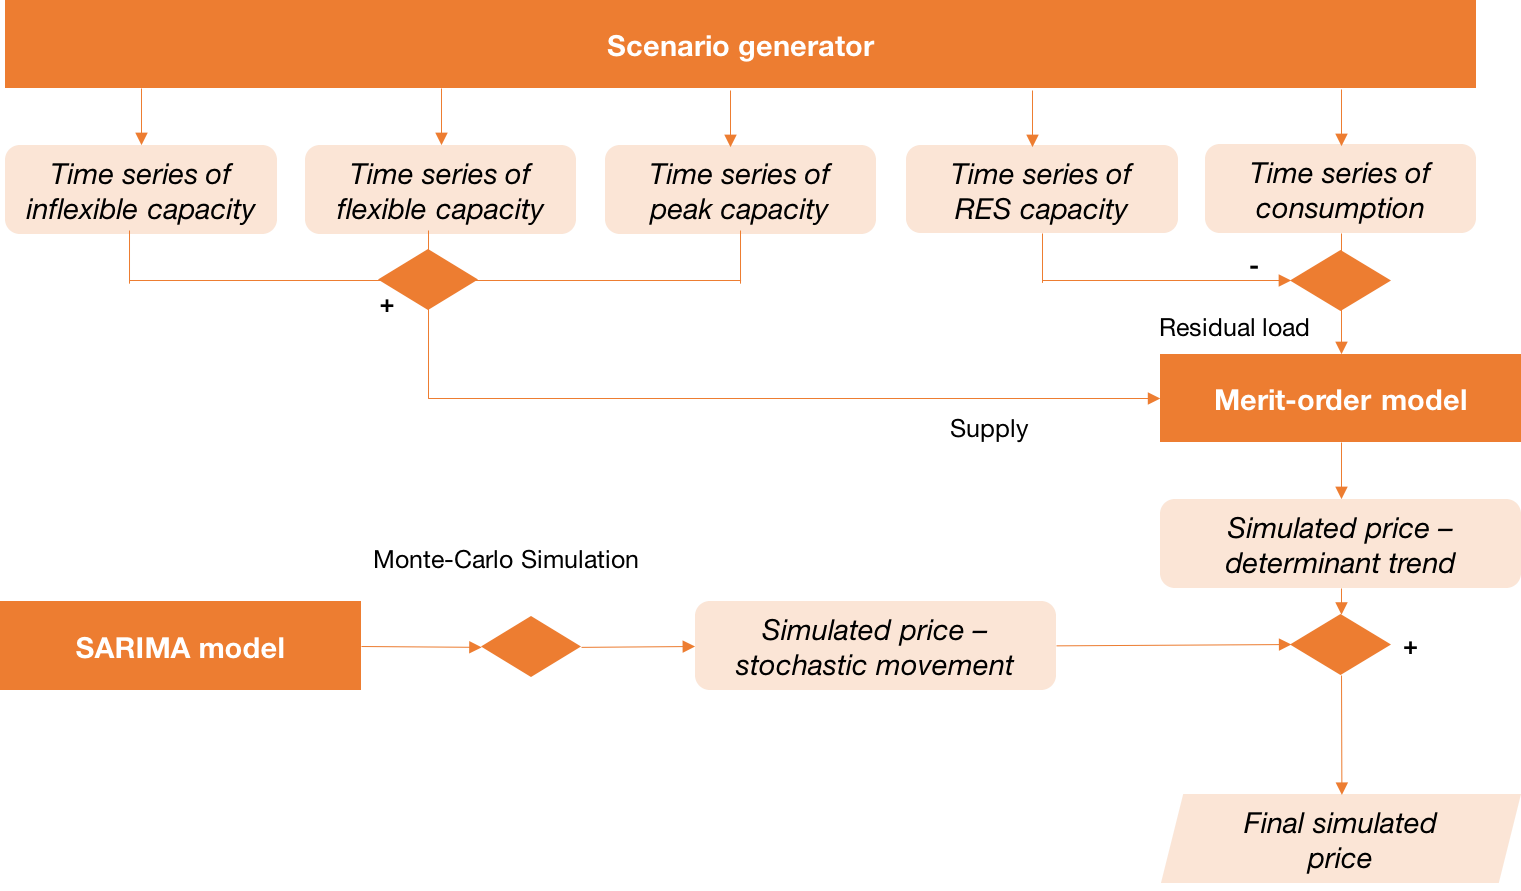 Scenario generator
Time series of
inflexible capacity
Time series of
flexible capacity
Time series of
peak capacity
Time series of
RES capacity
Time series of
consumption
-
+
Residual load
Merit-order model
Supply
Simulated price –
determinant trend
Monte-Carlo Simulation
SARIMA model
Simulated price –
stochastic movement
+
Final simulated
price